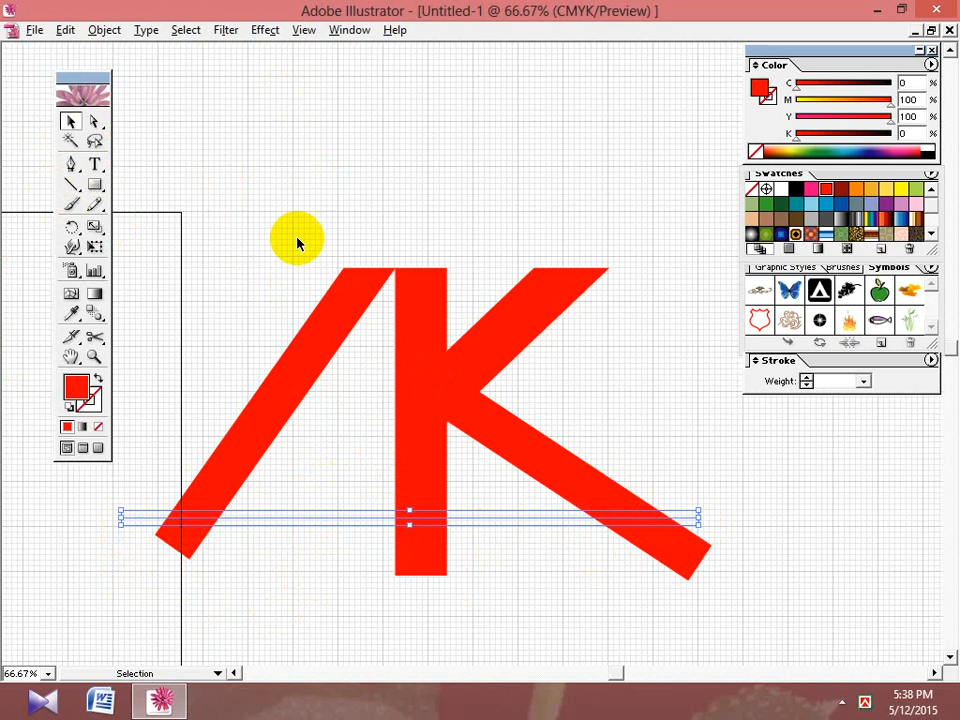 Adobe Illustrator - [Untitled-1 @ 66.67% (CMYK/Preview) ]
File Edit Object Type Select Filter Effect View Window Help
Color
C 0 %
M 100 %
Y 100 %
K 0 %
Swatches
Graphic Styles Brushes Symbols
Stroke
Weight:
T
K
66.67% Selection
W
A
5:38 PM
5/12/2015